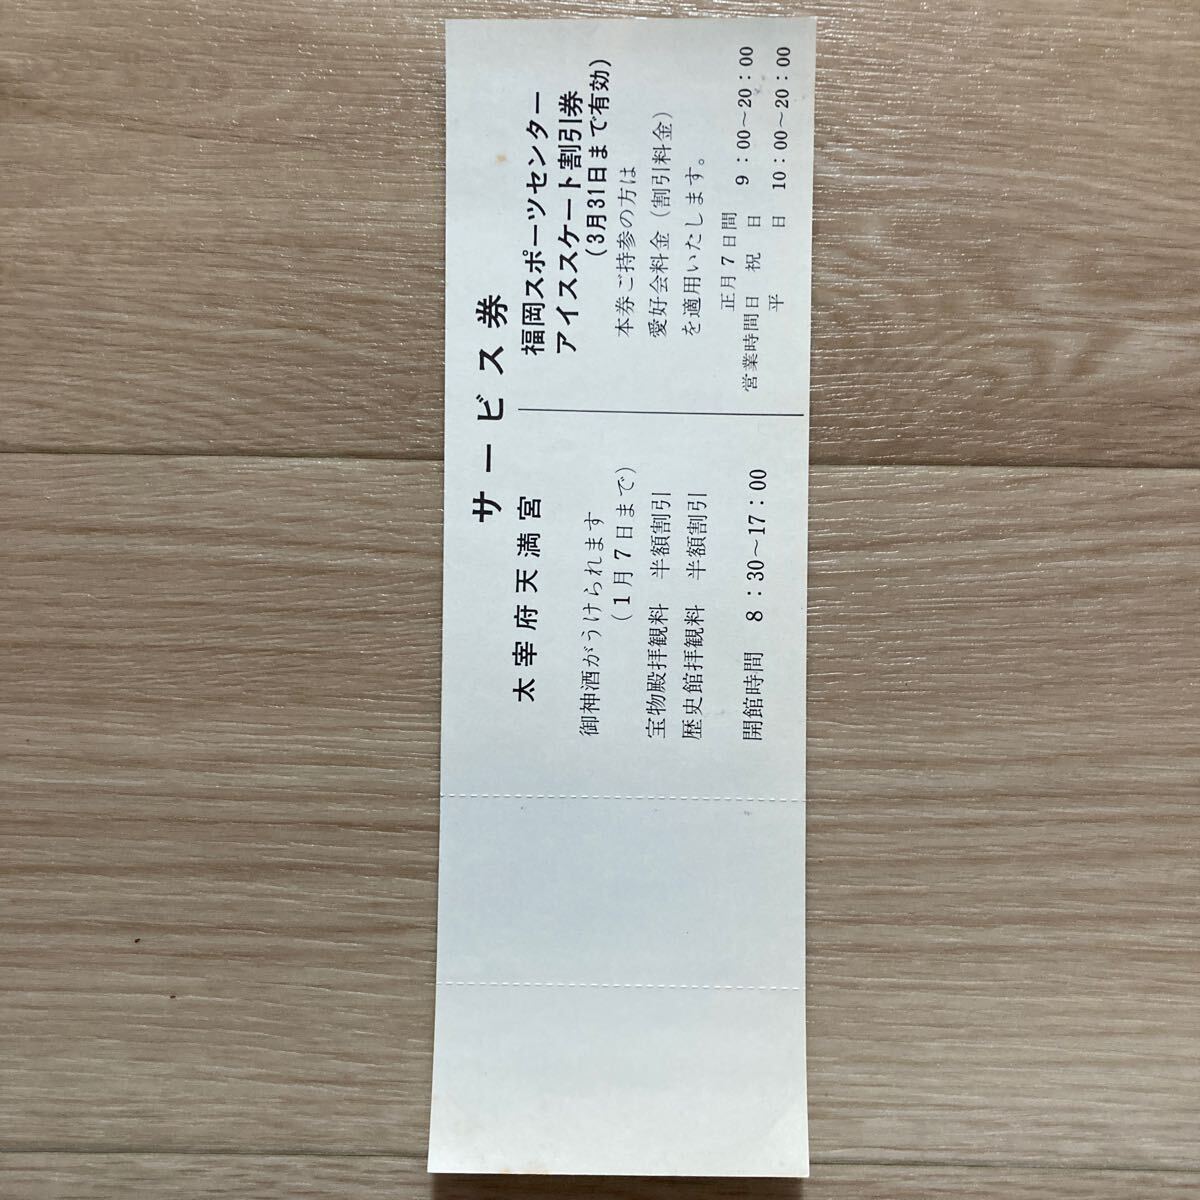 サービス券
太宰府天満宮
御神酒がうけられます
(1月7日まで)
宝物殿拝観料 半額割引
歴史館拝観料 半額割引
開館時間 8:30~17:00
福岡スポーツセンター
アイススケート割引券
(3月31日まで有効)
本券ご持参の方は
愛好会料金(割引料金)
を適用いたします。
正月7日間
営業時間日 祝 日 9:00~20:00
平 日 10:00~20:00